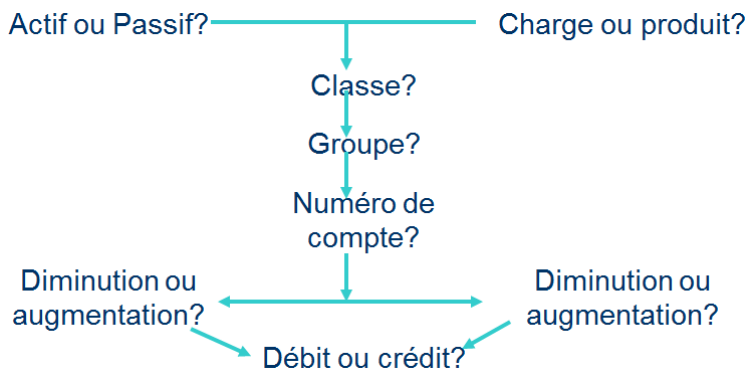 Actif ou Passif?
Charge ou produit?
Classe?
Groupe?
Numéro de
compte?
Diminution ou
augmentation?
Diminution ou
augmentation?
Débit ou crédit?